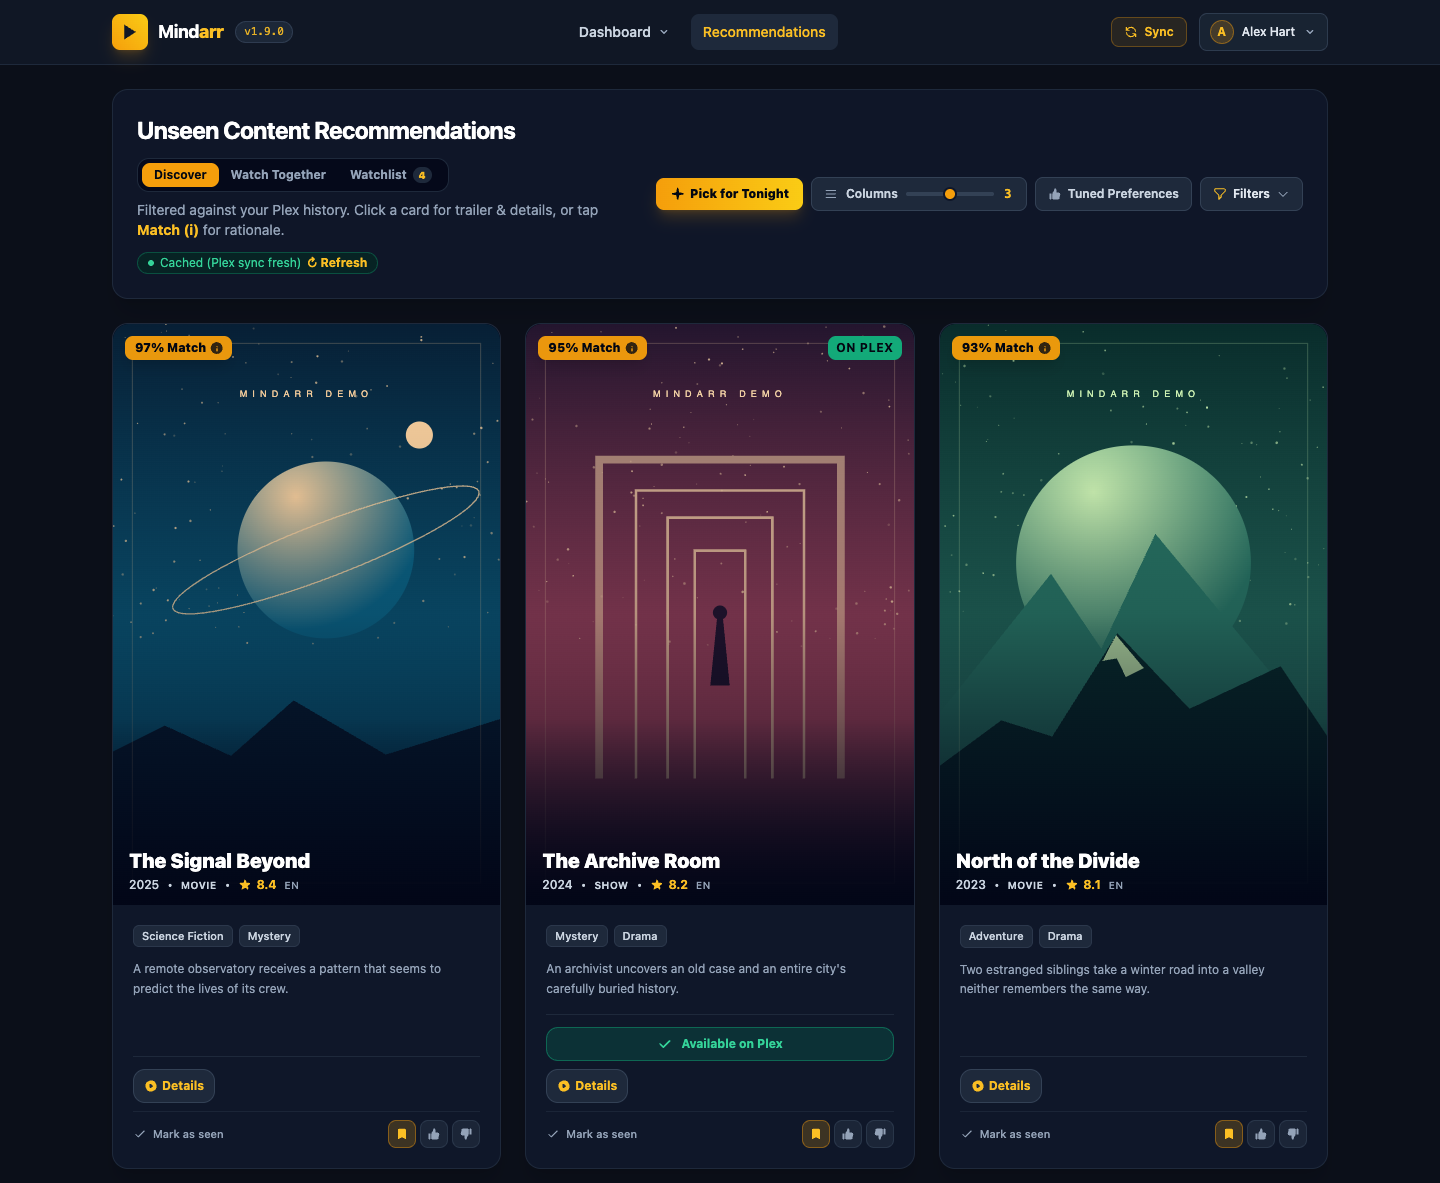 Mindarr v1.9.0
Dashboard
Recommendations
Sync
A Alex Hart
Unseen Content Recommendations
Discover
Watch Together
Watchlist 4
Filtered against your Plex history. Click a card for trailer & details, or tap
Match (i) for rationale.
Cached (Plex sync fresh) Refresh
Pick for Tonight
Columns 3
Tuned Preferences
Filters
97% Match
MINDARR DEMO
The Signal Beyond
2025 • MOVIE • 8.4 EN
Science Fiction
Mystery
A remote observatory receives a pattern that seems to
predict the lives of its crew.
Details
Mark as seen
95% Match
ON PLEX
MINDARR DEMO
The Archive Room
2024 • SHOW • 8.2 EN
Mystery
Drama
An archivist uncovers an old case and an entire city's
carefully buried history.
Available on Plex
Details
Mark as seen
93% Match
MINDARR DEMO
North of the Divide
2023 • MOVIE • 8.1 EN
Adventure
Drama
Two estranged siblings take a winter road into a valley
neither remembers the same way.
Details
Mark as seen